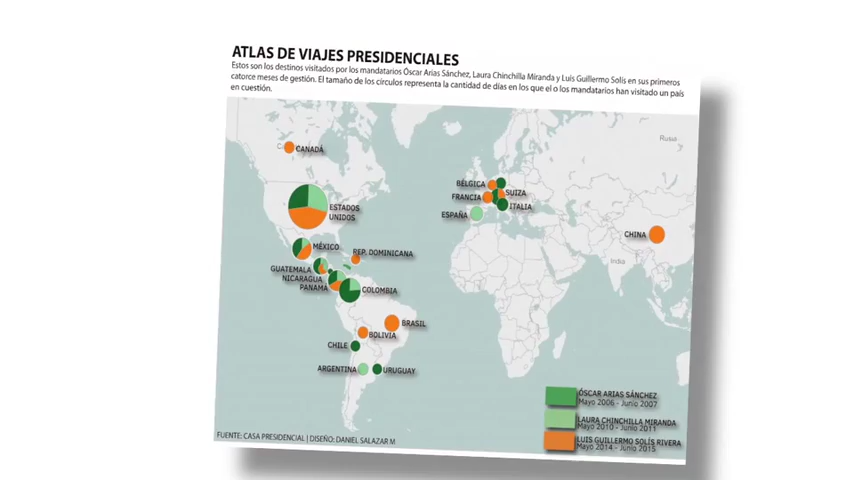 ATLAS DE VIAJES PRESIDENCIALES
Estos son los destinos visitados por los mandatarios Óscar Arias Sánchez, Laura Chinchilla Miranda y Luis Guillermo Solís en sus primeros
catorce meses de gestión. El tamaño de los círculos representa la cantidad de días en los que el o los mandatarios han visitado un país
en cuestión.
Rusia
CANADÁ
BÉLGICA
SUIZA
FRANCIA
ITALIA
ESPAÑA
ESTADOS
UNIDOS
CHINA
MÉXICO
REP. DOMINICANA
India
GUATEMALA
NICARAGUA
PANAMÁ
COLOMBIA
BRASIL
BOLIVIA
CHILE
ARGENTINA
URUGUAY
ÓSCAR ARIAS SÁNCHEZ
Mayo 2006 - Junio 2007
LAURA CHINCHILLA MIRANDA
Mayo 2010 - Junio 2011
LUIS GUILLERMO SOLÍS RIVERA
Mayo 2014 - Junio 2015
FUENTE: CASA PRESIDENCIAL | DISEÑO: DANIEL SALAZAR M